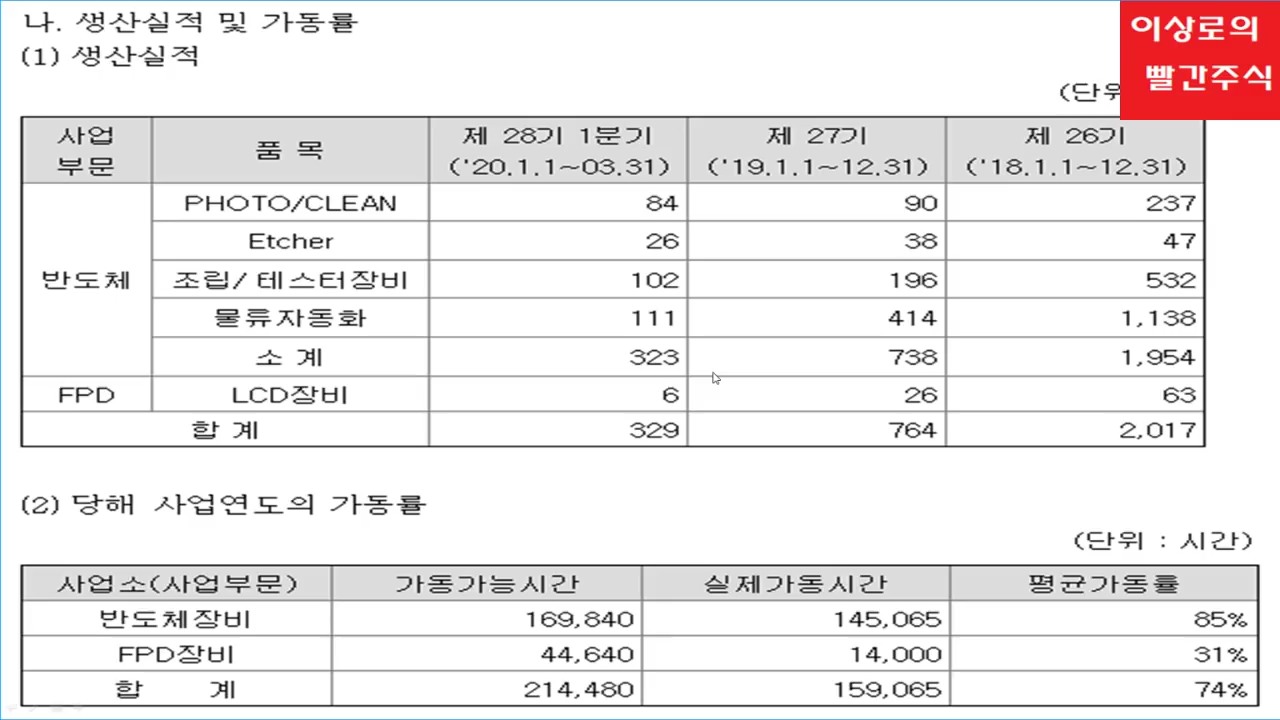 나. 생산실적 및 가동률
(1) 생산실적
이상로의
빨간주식
(단위
사업 부문 품 목 제 28기 1분기 ('20.1.1~03.31) 제 27기 ('19.1.1~12.31) 제 26기 ('18.1.1~12.31)
반도체 PHOTO/CLEAN 84 90 237
Etcher 26 38 47
조립/ 테스터장비 102 196 532
물류자동화 111 414 1,138
소 계 323 738 1,954
FPD LCD장비 6 26 63
합 계 329 764 2,017
(2) 당해 사업연도의 가동률
(단위 : 시간)
사업소(사업부문) 가동가능시간 실제가동시간 평균가동률
반도체장비 169,840 145,065 85%
FPD장비 44,640 14,000 31%
합 계 214,480 159,065 74%